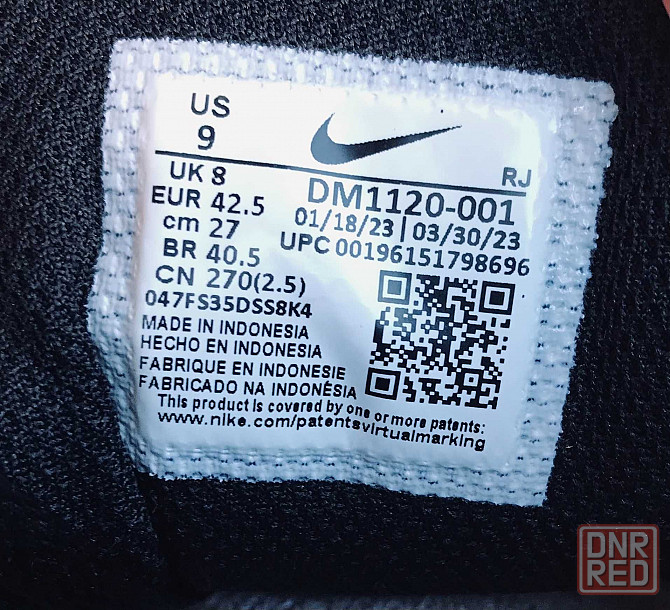 US
9
UK 8
EUR 42.5
cm 27
BR 40.5
CN 270(2.5)
047FS35DSS8K4
RJ
DM1120-001
01/18/23 | 03/30/23
UPC 00196151798696
MADE IN INDONESIA
HECHO EN INDONESIA
FABRIQUE EN INDONESIE
FABRICADO NA INDONÉSIA
This product is covered by one or more patents:
www.nike.com/patentsvirtualmarking
DNR
RED